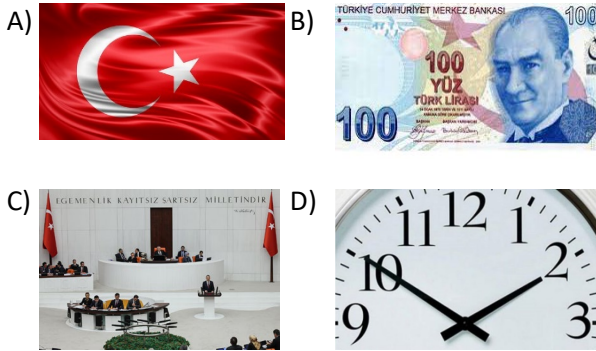 A)
B)
TÜRKİYE CUMHURİYET MERKEZ BANKASI
100
100
YÜZ
TÜRK LİRASI
100
C)
EGEMENLİK KAYITSIZ ŞARTSIZ MİLLETİNDİR
D)
12
11
1
10
2
9
3